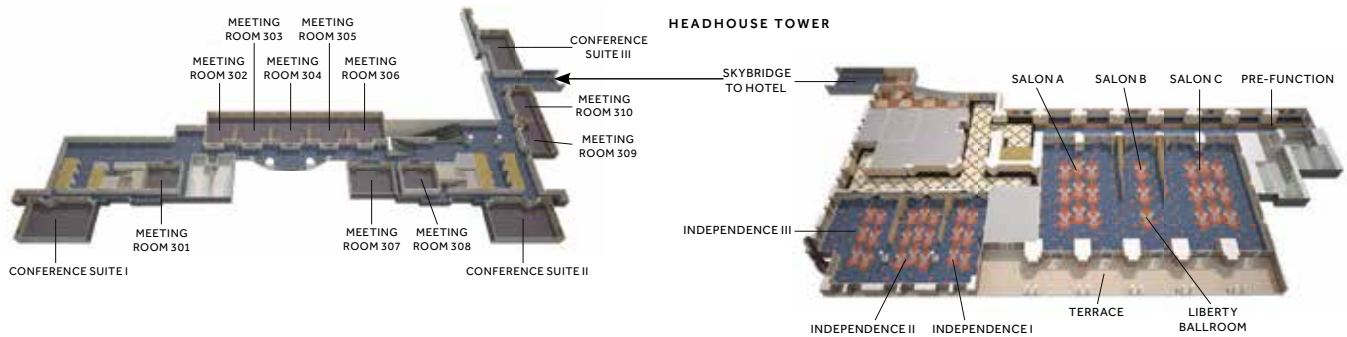 HEADHOUSE TOWER
MEETING
ROOM 303
MEETING
ROOM 305
MEETING
ROOM 302
MEETING
ROOM 304
MEETING
ROOM 306
CONFERENCE
SUITE III
MEETING
ROOM 310
MEETING
ROOM 309
MEETING
ROOM 301
MEETING
ROOM 307
MEETING
ROOM 308
CONFERENCE SUITE I
CONFERENCE SUITE II
SKYBRIDGE
TO HOTEL
SALON A
SALON B
SALON C
PRE-FUNCTION
INDEPENDENCE III
INDEPENDENCE II
INDEPENDENCE I
TERRACE
LIBERTY
BALLROOM